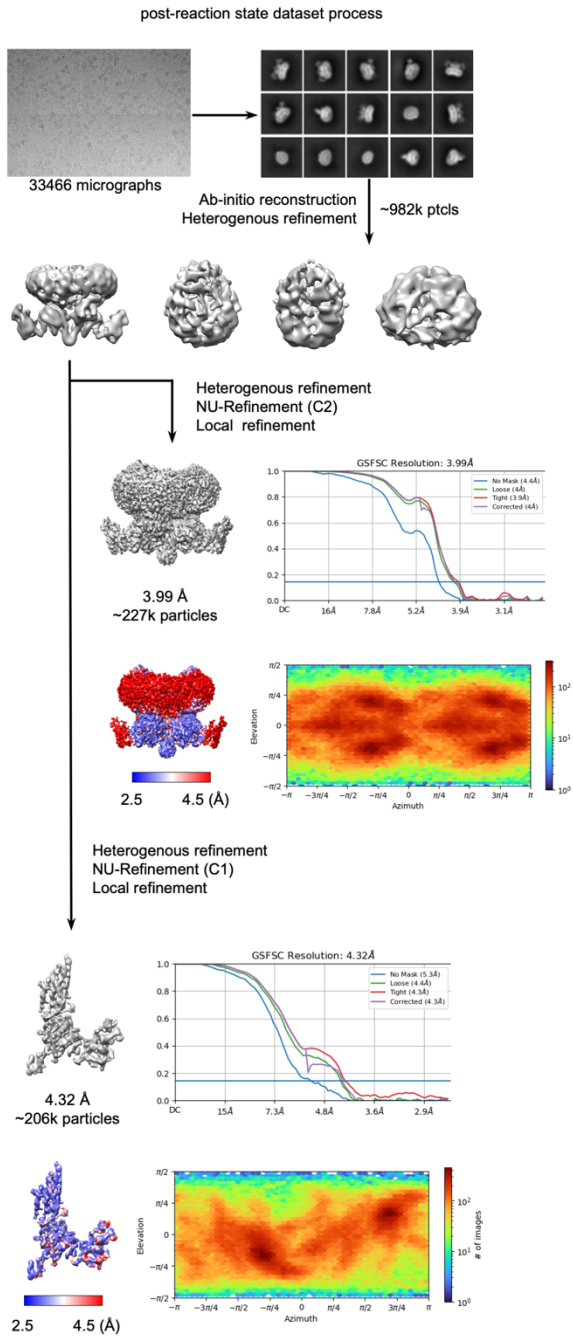 post-reaction state dataset process
33466 micrographs
Ab-initio reconstruction
Heterogenous refinement
~982k ptcls
Heterogenous refinement
NU-Refinement (C2)
Local refinement
3.99 Å
~227k particles
GSFSC Resolution: 3.99Å
No Mask (4.4Å)
Loose (4Å)
Tight (3.9Å)
Corrected (4Å)
1.0
0.8
0.6
0.4
0.2
0.0
DC 16Å 7.8Å 5.2Å 3.9Å 3.1Å
2.5 4.5 (Å)
Elevation
π/2
π/4
0
−π/4
−π/2
−π −3π/4 −π/2 −π/4 0 π/4 π/2 3π/4 π
Azimuth
10²
10¹
10⁰
Heterogenous refinement
NU-Refinement (C1)
Local refinement
4.32 Å
~206k particles
GSFSC Resolution: 4.32Å
No Mask (5.3Å)
Loose (4.4Å)
Tight (4.3Å)
Corrected (4.3Å)
1.0
0.8
0.6
0.4
0.2
0.0
DC 15Å 7.3Å 4.8Å 3.6Å 2.9Å
2.5 4.5 (Å)
Elevation
π/2
π/4
0
−π/4
−π/2
−π −3π/4 −π/2 −π/4 0 π/4 π/2 3π/4 π
Azimuth
10²
10¹
10⁰
# of images